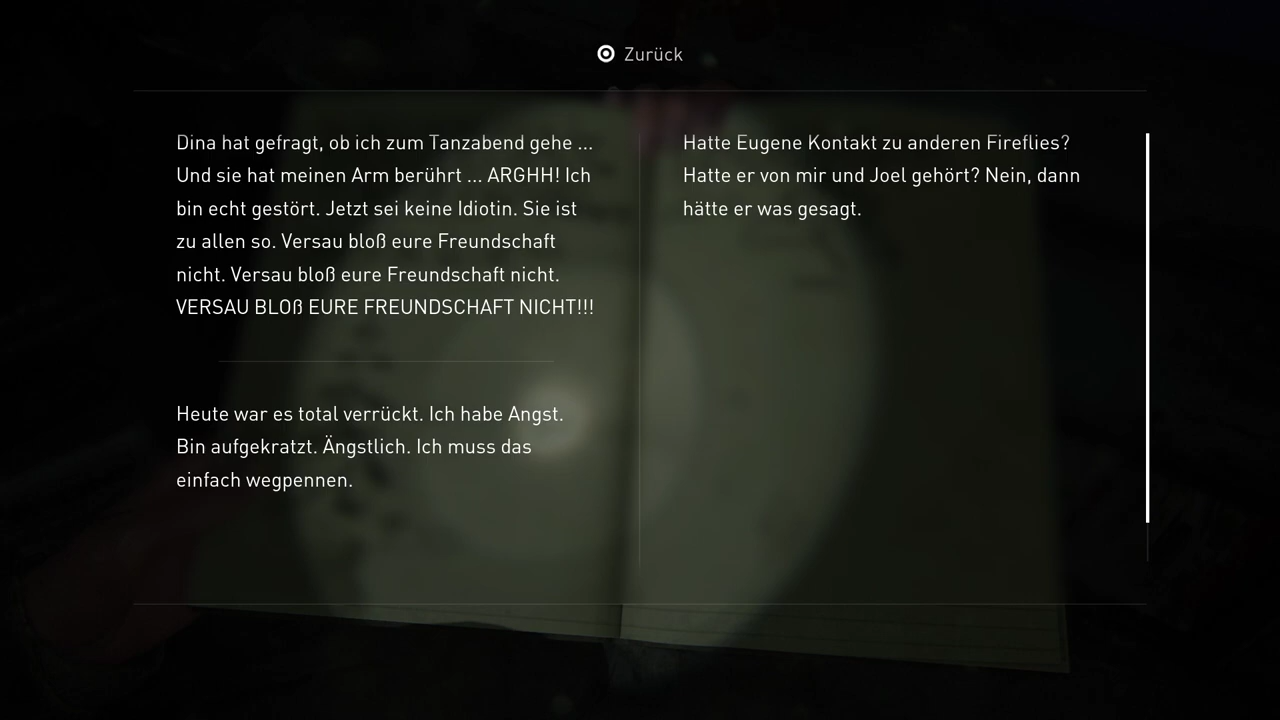 Zurück
Dina hat gefragt, ob ich zum Tanzabend gehe ...
Und sie hat meinen Arm berührt ... ARGHH! Ich
bin echt gestört. Jetzt sei keine Idiotin. Sie ist
zu allen so. Versau bloß eure Freundschaft
nicht. Versau bloß eure Freundschaft nicht.
VERSAU BLOß EURE FREUNDSCHAFT NICHT!!!
Heute war es total verrückt. Ich habe Angst.
Bin aufgekratzt. Ängstlich. Ich muss das
einfach wegpennen.
Hatte Eugene Kontakt zu anderen Fireflies?
Hatte er von mir und Joel gehört? Nein, dann
hätte er was gesagt.